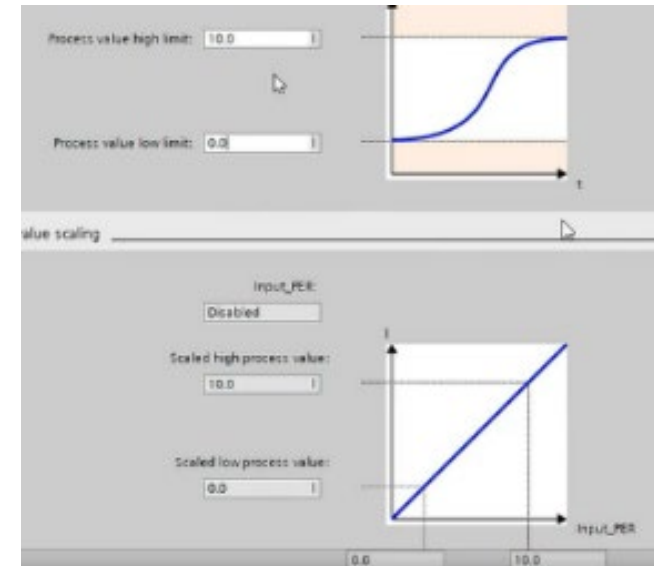 Process value high limit: 10.0 l
Process value low limit: 0.0 l
t
alue scaling
Input_PER:
Disabled
Scaled high process value:
10.0 l
Scaled low process value:
0.0 l
l
Input_PER
0.0 10.0